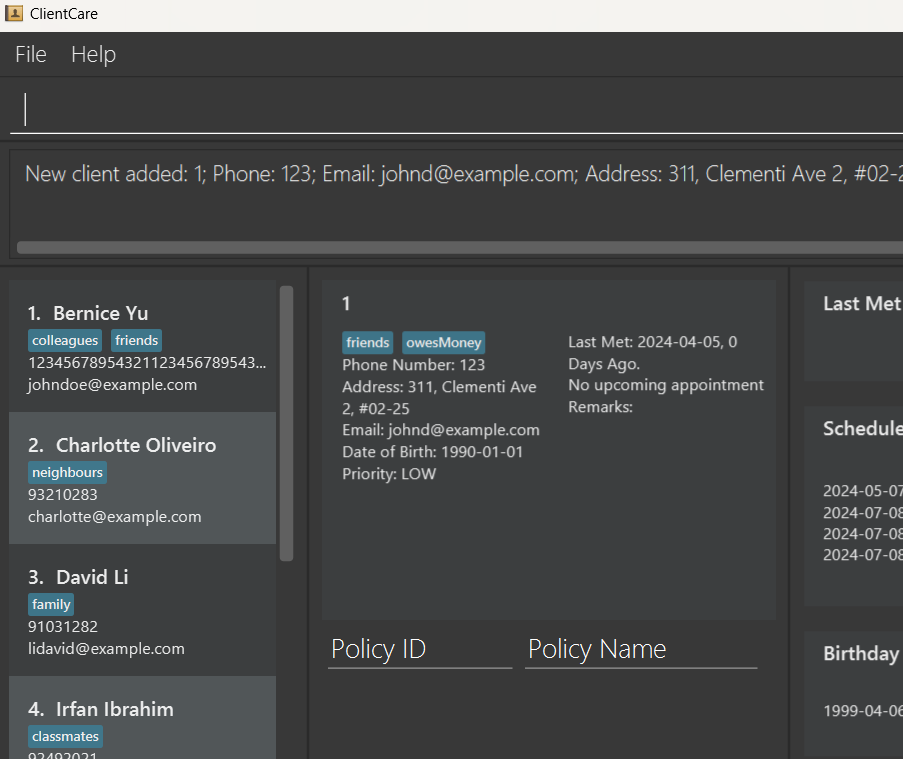 ClientCare
File Help
New client added: 1; Phone: 123; Email: johnd@example.com; Address: 311, Clementi Ave 2, #02-2
1. Bernice Yu
colleagues friends
12345678954321123456789543...
johndoe@example.com
2. Charlotte Oliveiro
neighbours
93210283
charlotte@example.com
3. David Li
family
91031282
lidavid@example.com
4. Irfan Ibrahim
classmates
92492021
1
friends owesMoney
Phone Number: 123
Address: 311, Clementi Ave
2, #02-25
Email: johnd@example.com
Date of Birth: 1990-01-01
Priority: LOW
Last Met: 2024-04-05, 0
Days Ago.
No upcoming appointment
Remarks:
Policy ID Policy Name
Last Met
Schedule
2024-05-07
2024-07-08
2024-07-08
2024-07-08
Birthday
1999-04-06